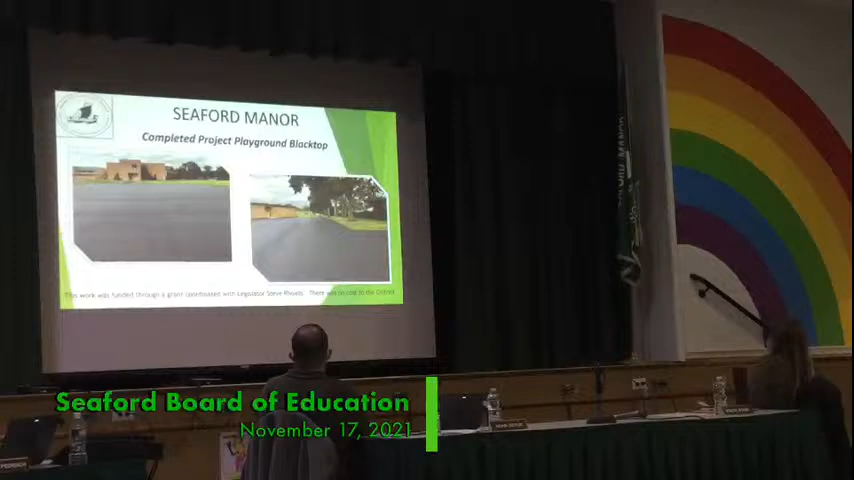 SEAFORD MANOR
Completed Project Playground Blacktop
This work was funded through a grant coordinated with Legislator Steve Rhoads. There was no cost to the District
Seaford Board of Education
November 17, 2021